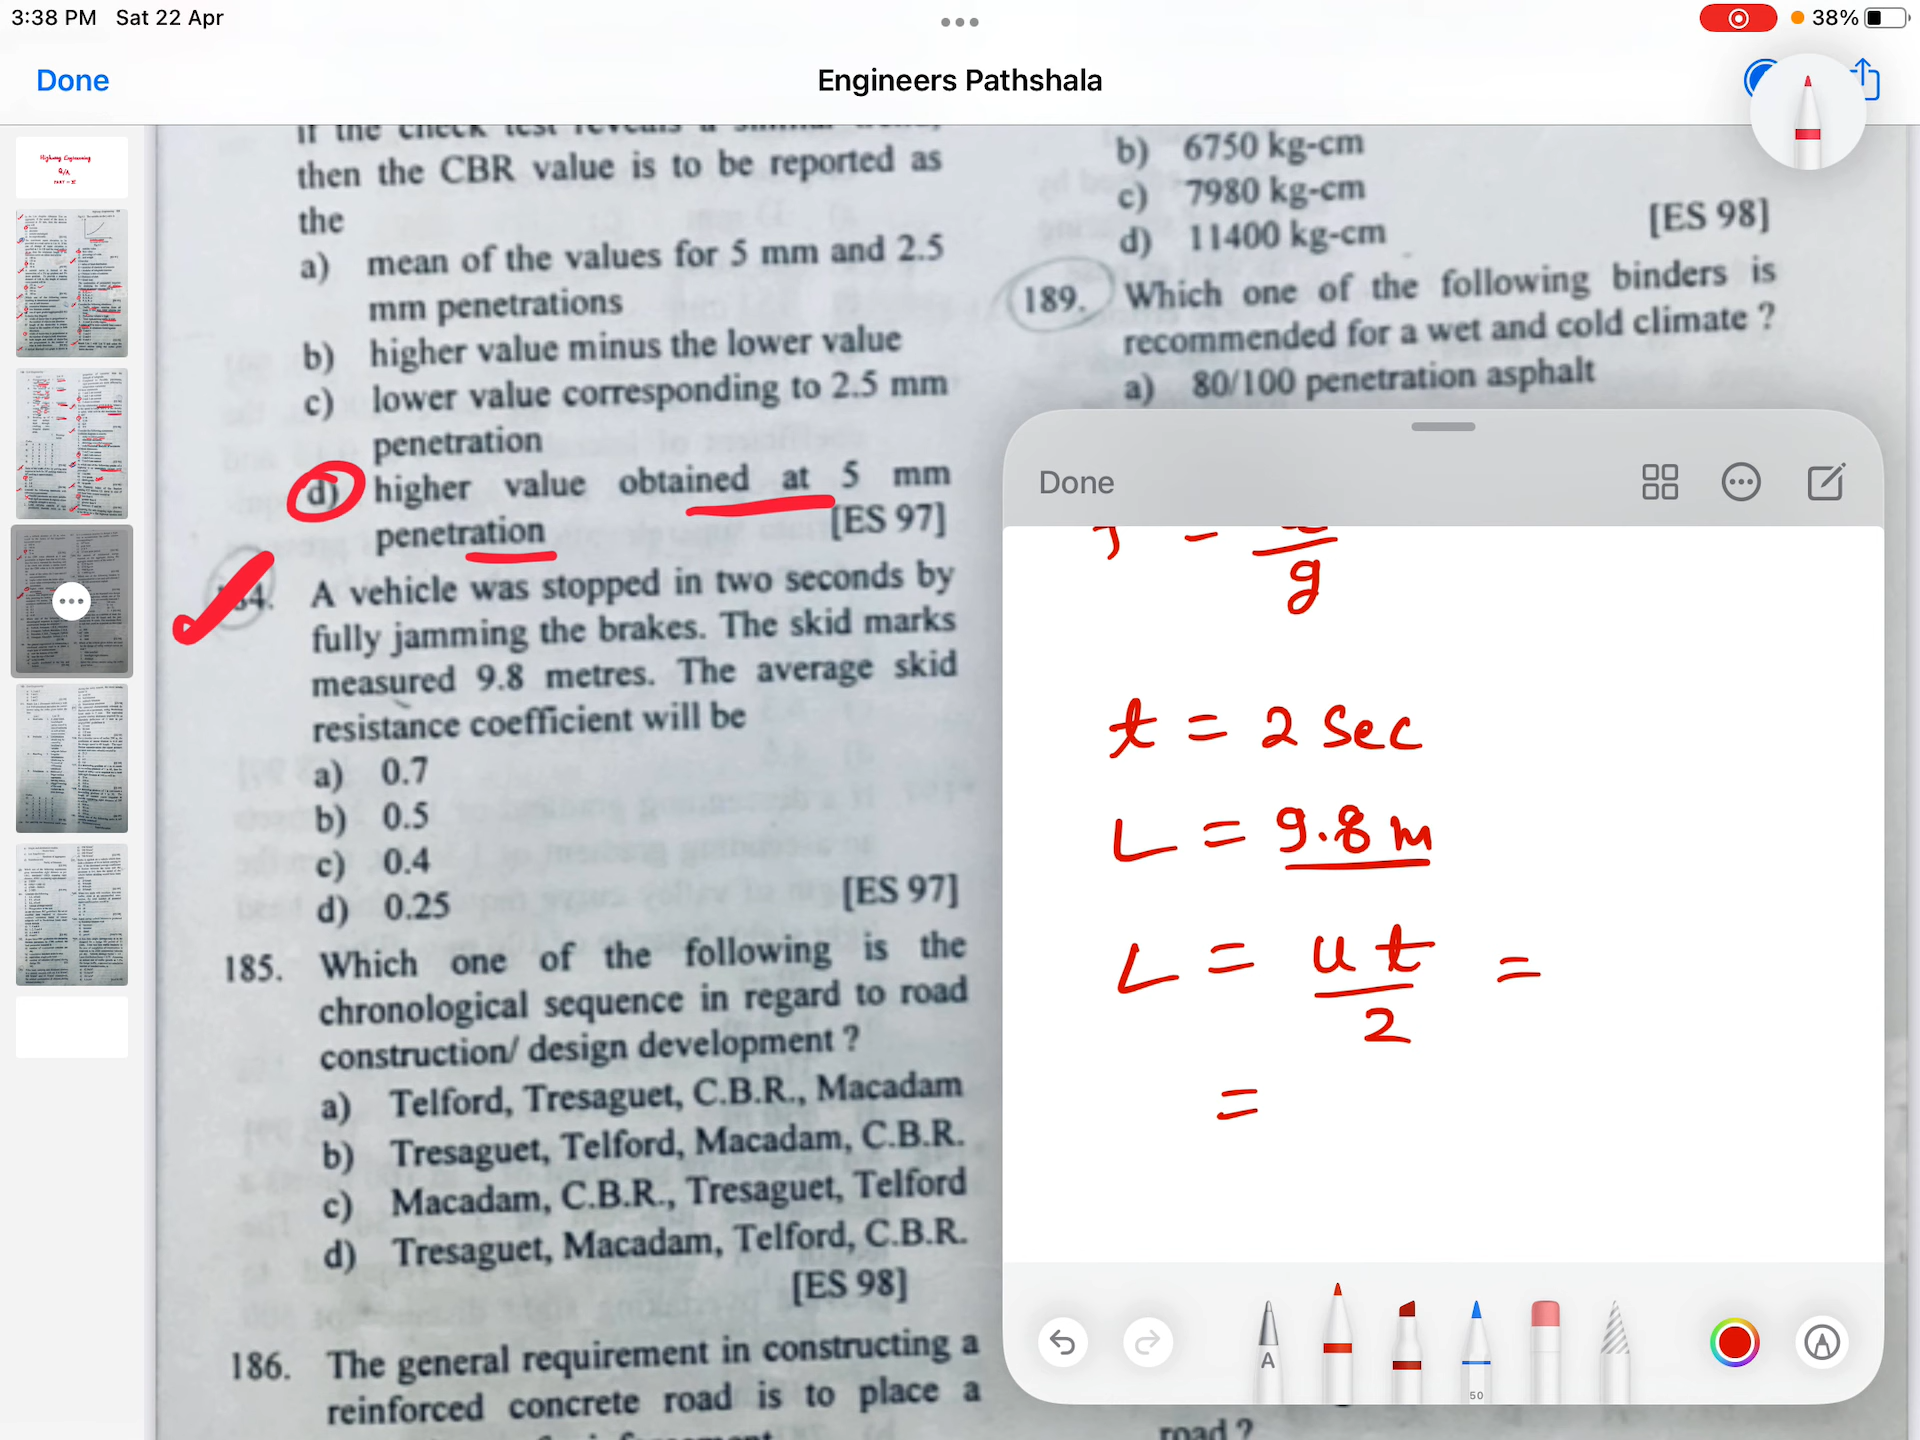 3:38 PM Sat 22 Apr
38%
Done
Engineers Pathshala
then the CBR value is to be reported as
the
a) mean of the values for 5 mm and 2.5
mm penetrations
b) higher value minus the lower value
c) lower value corresponding to 2.5 mm
penetration
d) higher value obtained at 5 mm
penetration [ES 97]
A vehicle was stopped in two seconds by
fully jamming the brakes. The skid marks
measured 9.8 metres. The average skid
resistance coefficient will be
a) 0.7
b) 0.5
c) 0.4
d) 0.25 [ES 97]
185. Which one of the following is the
chronological sequence in regard to road
construction/ design development ?
a) Telford, Tresaguet, C.B.R., Macadam
b) Tresaguet, Telford, Macadam, C.B.R.
c) Macadam, C.B.R., Tresaguet, Telford
d) Tresaguet, Macadam, Telford, C.B.R.
[ES 98]
186. The general requirement in constructing a
reinforced concrete road is to place a
b) 6750 kg-cm
c) 7980 kg-cm
d) 11400 kg-cm [ES 98]
189. Which one of the following binders is
recommended for a wet and cold climate ?
a) 80/100 penetration asphalt
Done
g
t = 2 Sec
L = 9.8 m
L = ut =
2
=
A
50
road ?